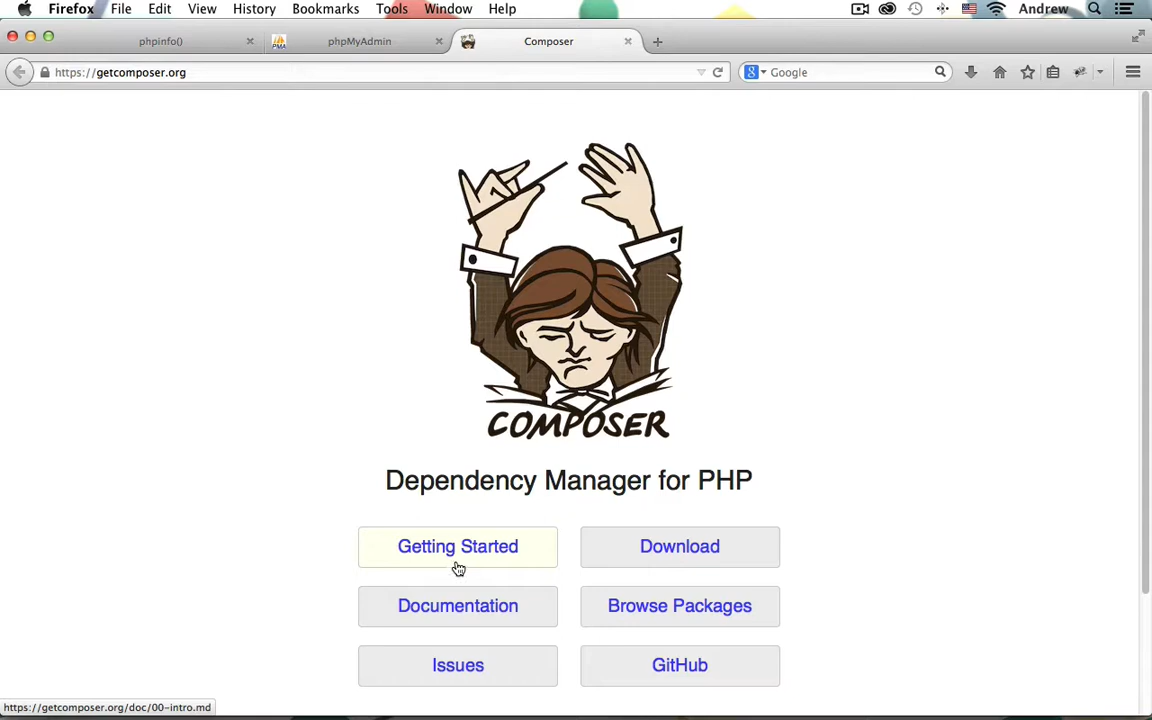 Firefox File Edit View History Bookmarks Tools Window Help Andrew
phpinfo() PMA phpMyAdmin Composer
https://getcomposer.org Google
COMPOSER
Dependency Manager for PHP
Getting Started Download
Documentation Browse Packages
Issues GitHub
https://getcomposer.org/doc/00-intro.md